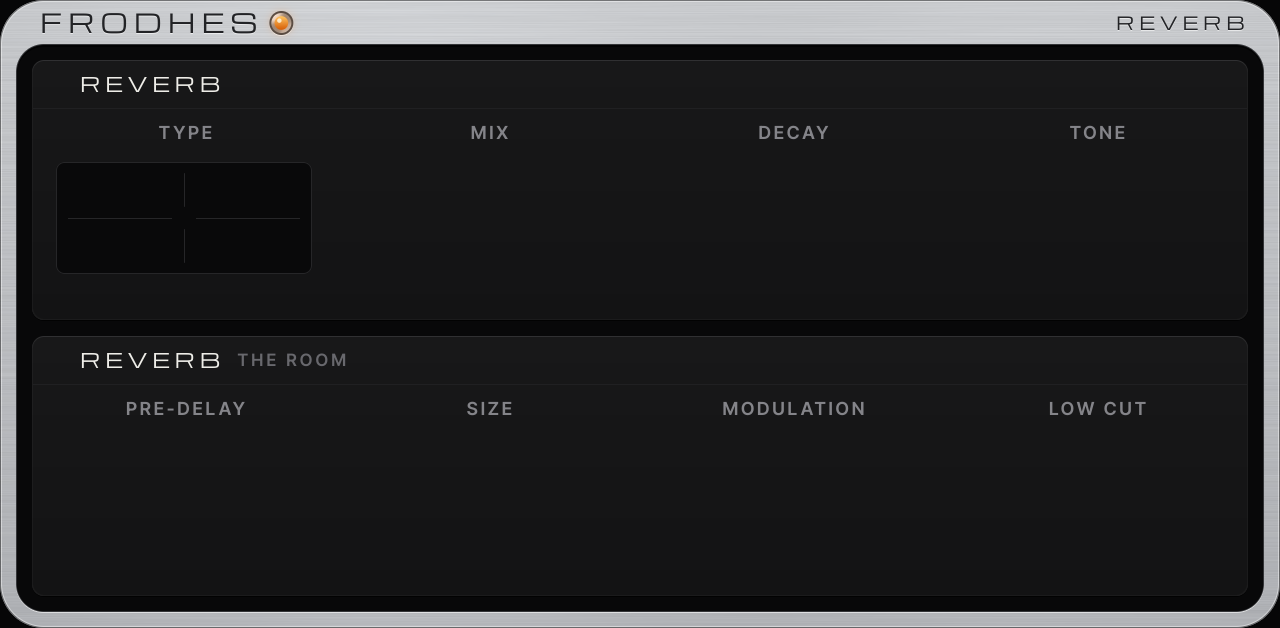 FRODHES REVERB
REVERB
TYPE MIX DECAY TONE
REVERB THE ROOM
PRE-DELAY SIZE MODULATION LOW CUT